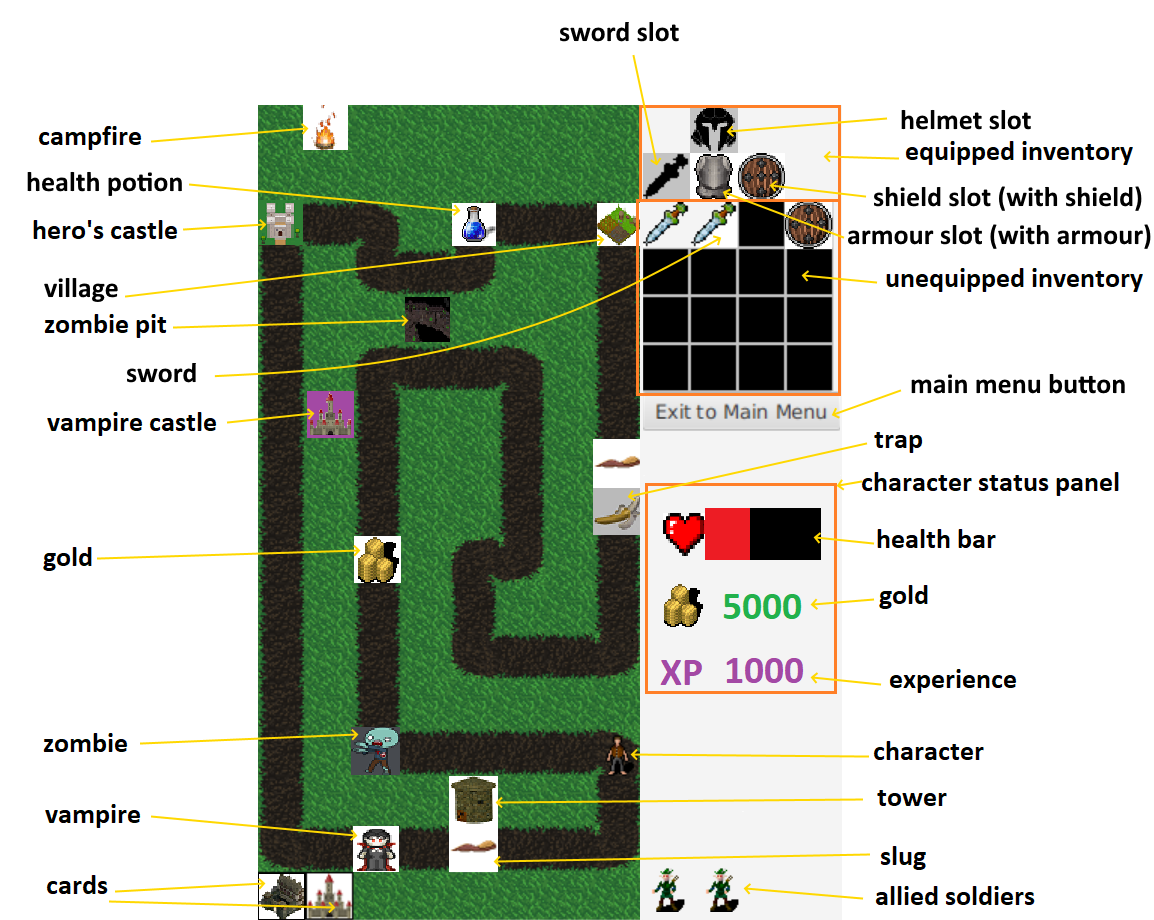 sword slot
campfire
helmet slot
equipped inventory
health potion
shield slot (with shield)
hero's castle
armour slot (with armour)
village
unequipped inventory
zombie pit
sword
main menu button
Exit to Main Menu
vampire castle
trap
character status panel
health bar
gold
gold
5000
XP 1000
experience
zombie
character
tower
vampire
slug
cards
allied soldiers